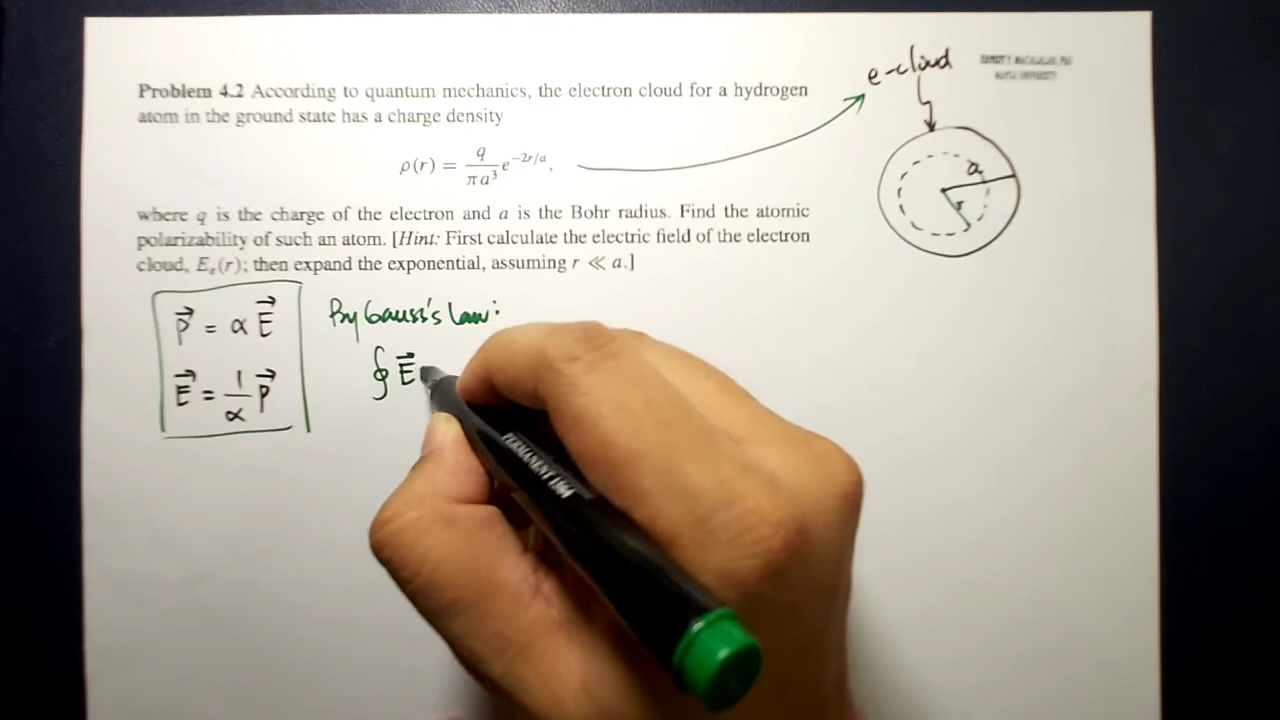 e-cloud
Problem 4.2 According to quantum mechanics, the electron cloud for a hydrogen
atom in the ground state has a charge density
ρ(r) = q/πa³ e^{-2r/a},
a
r
where q is the charge of the electron and a is the Bohr radius. Find the atomic
polarizability of such an atom. [Hint: First calculate the electric field of the electron
cloud, Eₑ(r); then expand the exponential, assuming r ≪ a.]
P⃗ = α E⃗
E⃗ = 1/α P⃗
By Gauss's Law:
∮ E⃗